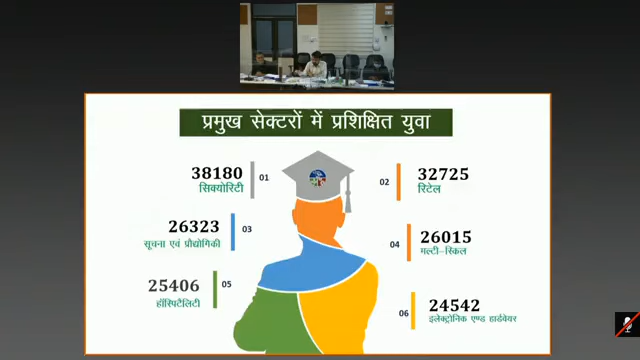 प्रमुख सेक्टरों में प्रशिक्षित युवा
38180
सिक्योरिटी
01
02
32725
रिटेल
26323
सूचना एवं प्रौद्योगिकी
03
04
26015
मल्टी-स्किल
25406
हॉस्पिटैलिटी
05
06
24542
इलेक्ट्रोनिक एण्ड हार्डवेयर